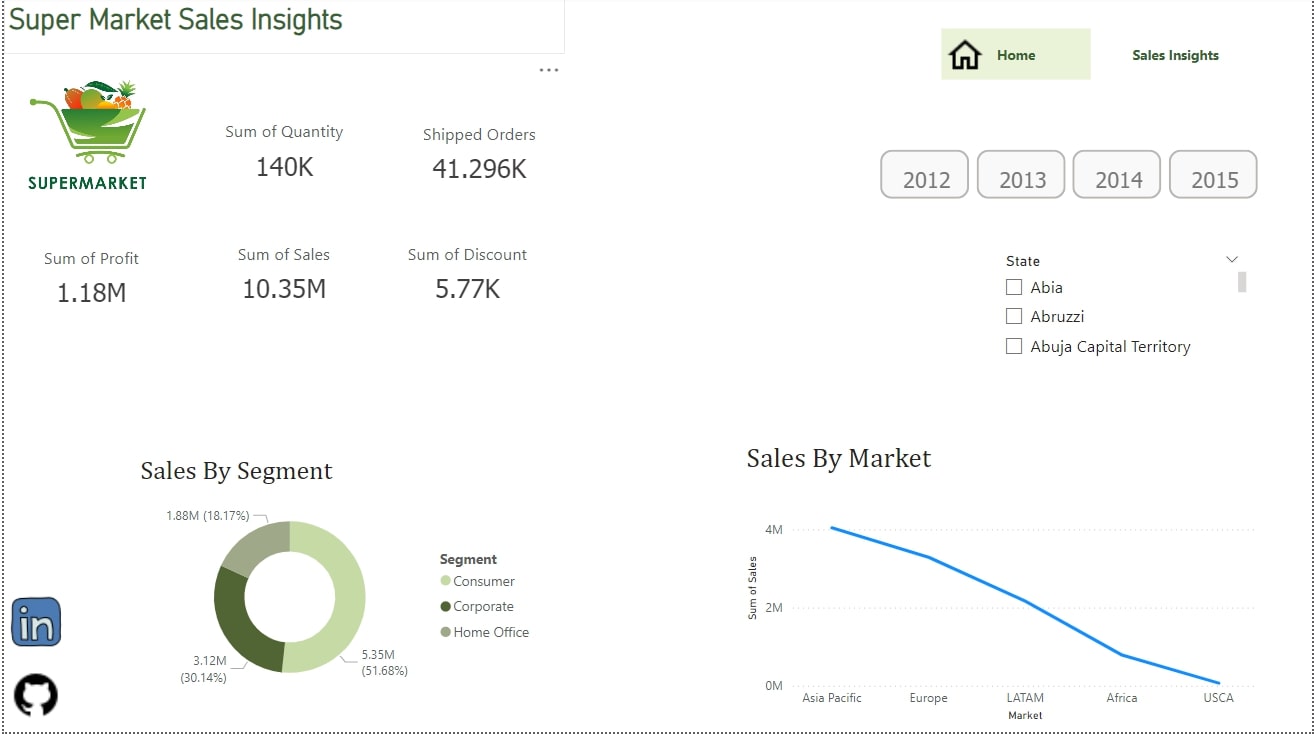 Super Market Sales Insights
Home
Sales Insights
...
SUPERMARKET
Sum of Quantity
140K
Shipped Orders
41.296K
2012
2013
2014
2015
Sum of Profit
1.18M
Sum of Sales
10.35M
Sum of Discount
5.77K
State
Abia
Abruzzi
Abuja Capital Territory
Sales By Segment
1.88M (18.17%)
3.12M
(30.14%)
5.35M
(51.68%)
Segment
Consumer
Corporate
Home Office
in
Sales By Market
Sum of Sales
4M
2M
0M
Asia Pacific
Europe
LATAM
Africa
USCA
Market